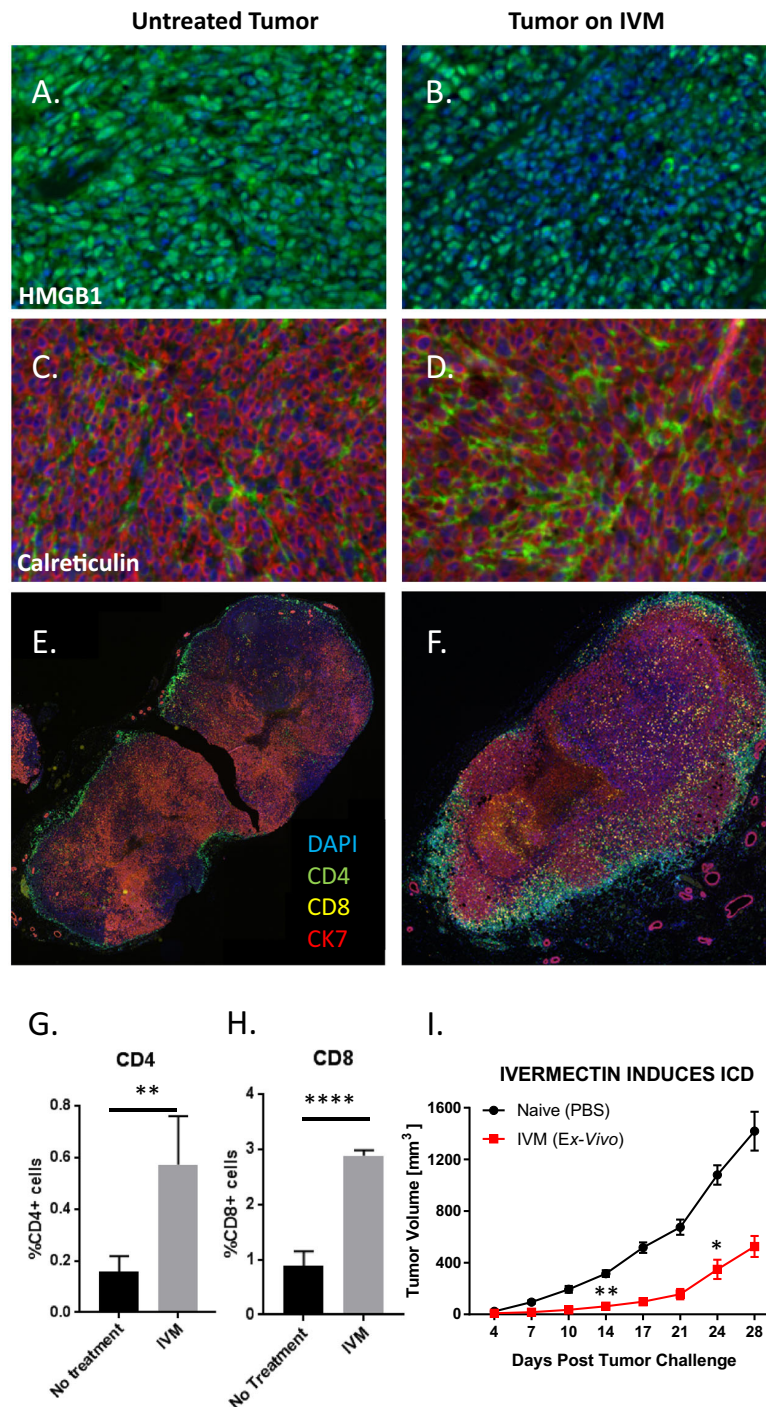 Untreated Tumor
Tumor on IVM
A.
B.
HMGB1
C.
D.
Calreticulin
E.
F.
DAPI
CD4
CD8
CK7
G.
CD4
**
%CD4+ cells
0.8
0.6
0.4
0.2
0.0
No treatment
IVM
H.
CD8
****
%CD8+ cells
4
3
2
1
0
No Treatment
IVM
I.
IVERMECTIN INDUCES ICD
Naive (PBS)
IVM (Ex-Vivo)
Tumor Volume [mm³]
1600
1200
800
400
0
**
*
4 7 10 14 17 21 24 28
Days Post Tumor Challenge